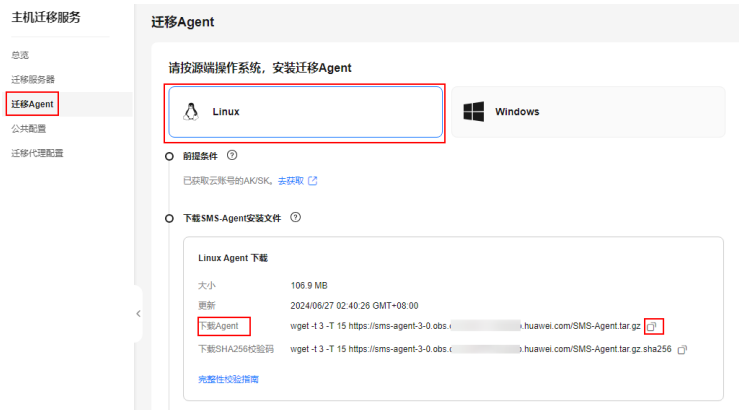 主机迁移服务
总览
迁移服务器
迁移Agent
公共配置
迁移代理配置
迁移Agent
请按源端操作系统，安装迁移Agent
Linux
Windows
前提条件
已获取云账号的AK/SK。去获取
下载SMS-Agent安装文件
Linux Agent 下载
大小 106.9 MB
更新 2024/06/27 02:40:26 GMT+08:00
下载Agent wget -t 3 -T 15 https://sms-agent-3-0.obs. .huawei.com/SMS-Agent.tar.gz
下载SHA256校验码 wget -t 3 -T 15 https://sms-agent-3-0.obs. .huawei.com/SMS-Agent.tar.gz.sha256
完整性校验指南